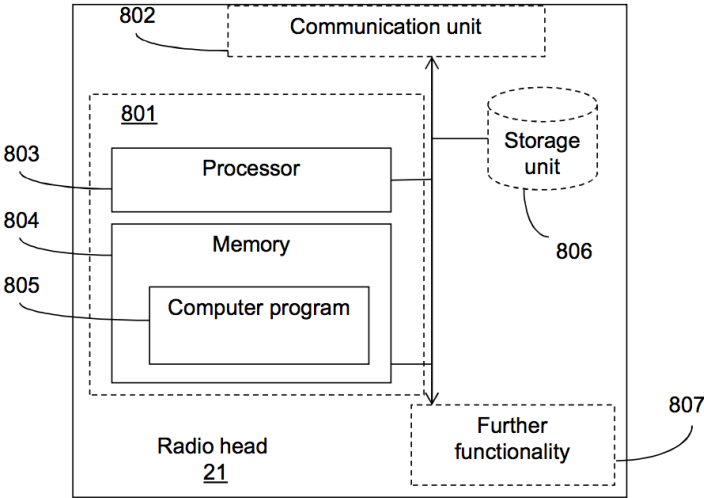 802
Communication unit
801
803
Processor
Storage
unit
804
Memory
806
805
Computer program
807
Further
functionality
Radio head
21